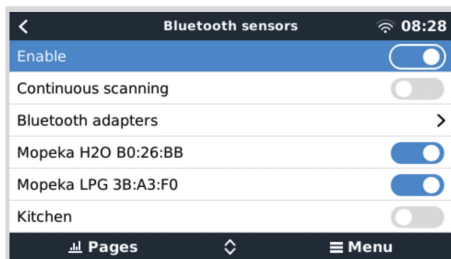 Bluetooth sensors 08:28
Enable
Continuous scanning
Bluetooth adapters
Mopeka H2O B0:26:BB
Mopeka LPG 3B:A3:F0
Kitchen
Pages Menu